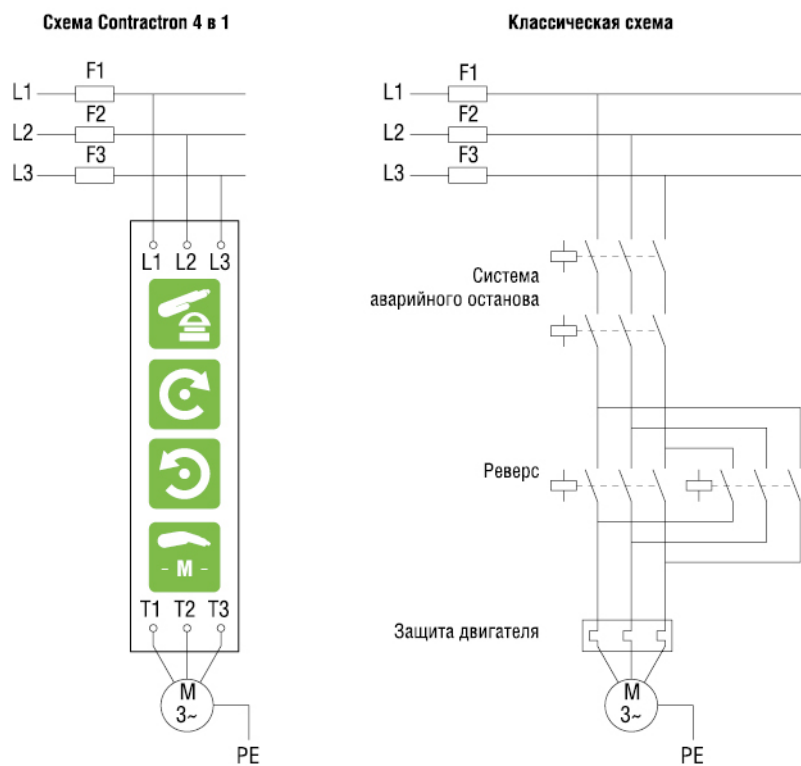 Схема Contractron 4 в 1
F1
L1
F2
L2
F3
L3
L1 L2 L3
- M -
T1 T2 T3
M
3~
PE
Классическая схема
F1
L1
F2
L2
F3
L3
Система
аварийного останова
Реверс
Защита двигателя
M
3~
PE